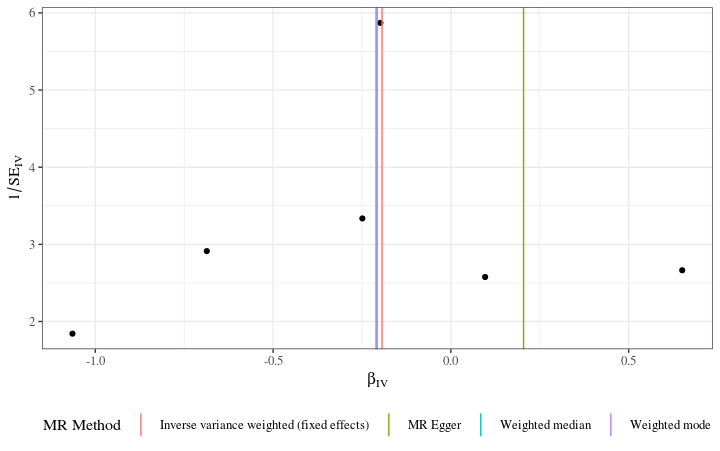 6
5
4
3
2
1/SE_IV
-1.0
-0.5
0.0
0.5
β_IV
MR Method
Inverse variance weighted (fixed effects)
MR Egger
Weighted median
Weighted mode